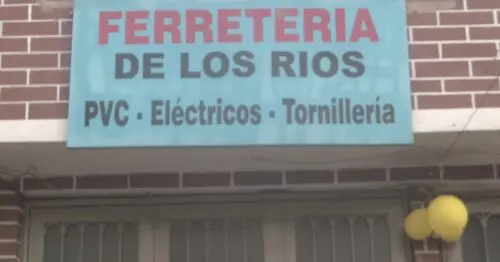 FERRETERIA
DE LOS RIOS
PVC - Eléctricos - Tornillería